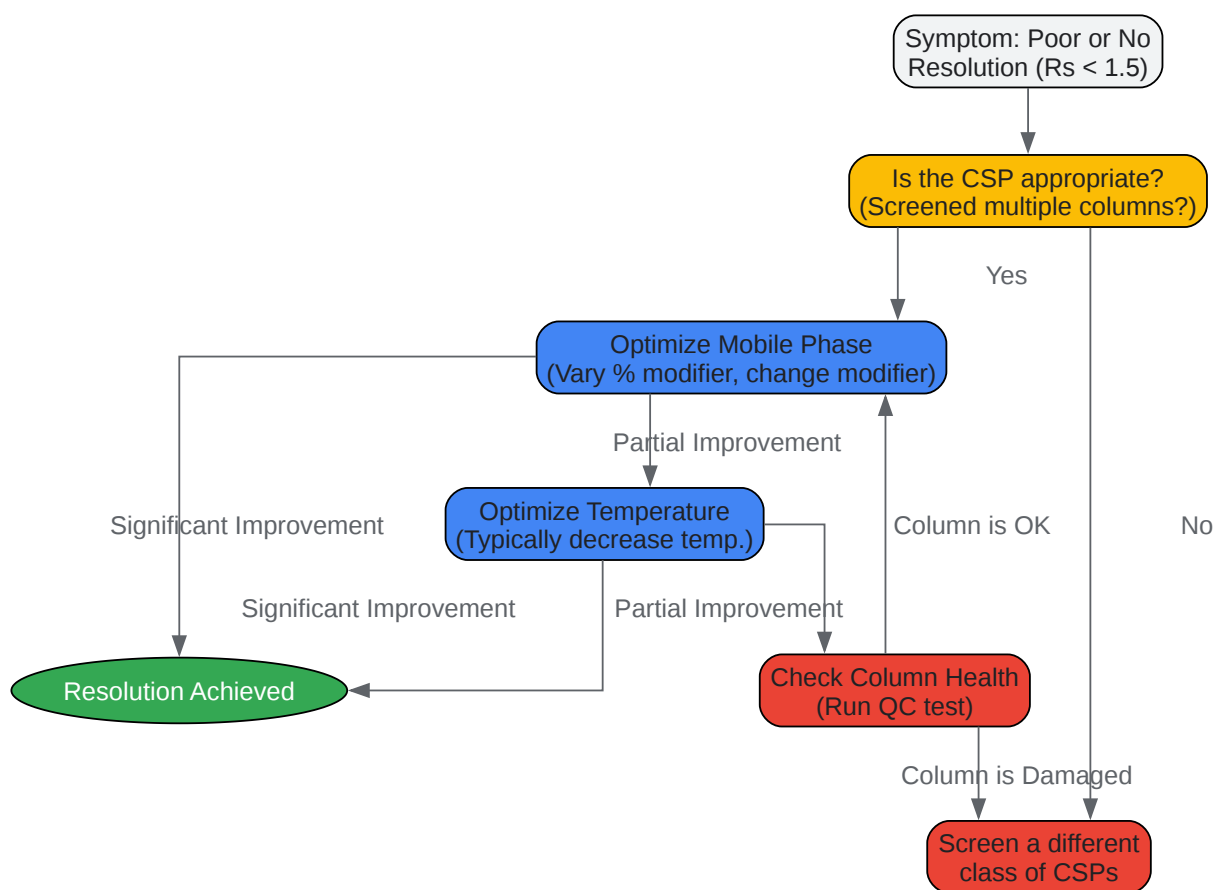 Symptom: Poor or No
Resolution (Rs < 1.5)
Is the CSP appropriate?
(Screened multiple columns?)
Yes
Optimize Mobile Phase
(Vary % modifier, change modifier)
Partial Improvement
Optimize Temperature
(Typically decrease temp.)
Significant Improvement
Column is OK
No
Significant Improvement
Partial Improvement
Resolution Achieved
Check Column Health
(Run QC test)
Column is Damaged
Screen a different
class of CSPs